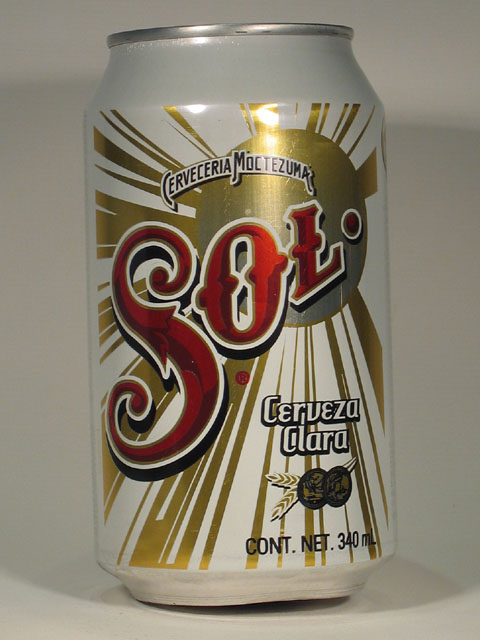 CERVECERIA MOCTEZUMA
SOL.
®
Cerveza
Clara
CONT. NET. 340 mL